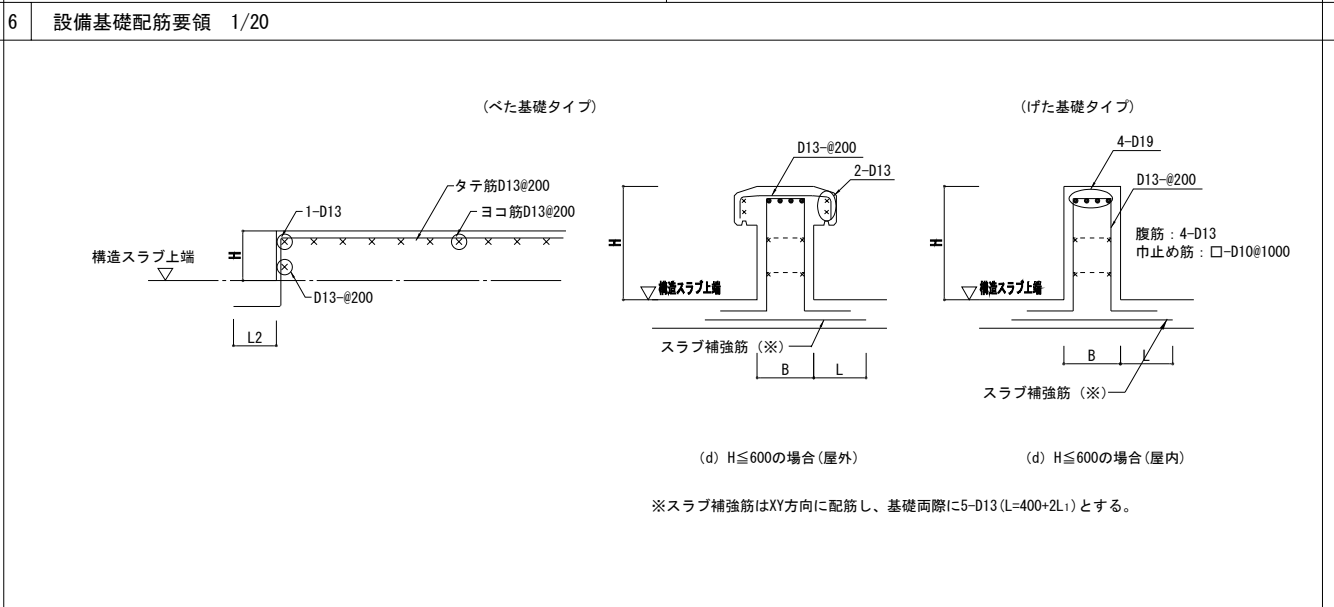 6 設備基礎配筋要領 1/20
(べた基礎タイプ)
(げた基礎タイプ)
タテ筋D13@200
1-D13
ヨコ筋D13@200
構造スラブ上端
H
D13-@200
L2
D13-@200
2-D13
H
構造スラブ上端
スラブ補強筋(※)
B
L
4-D19
D13-@200
腹筋:4-D13
巾止め筋:□-D10@1000
H
構造スラブ上端
B
L
スラブ補強筋(※)
(d) H≦600の場合(屋外)
(d) H≦600の場合(屋内)
※スラブ補強筋はXY方向に配筋し、基礎両際に5-D13(L=400+2L₁)とする。